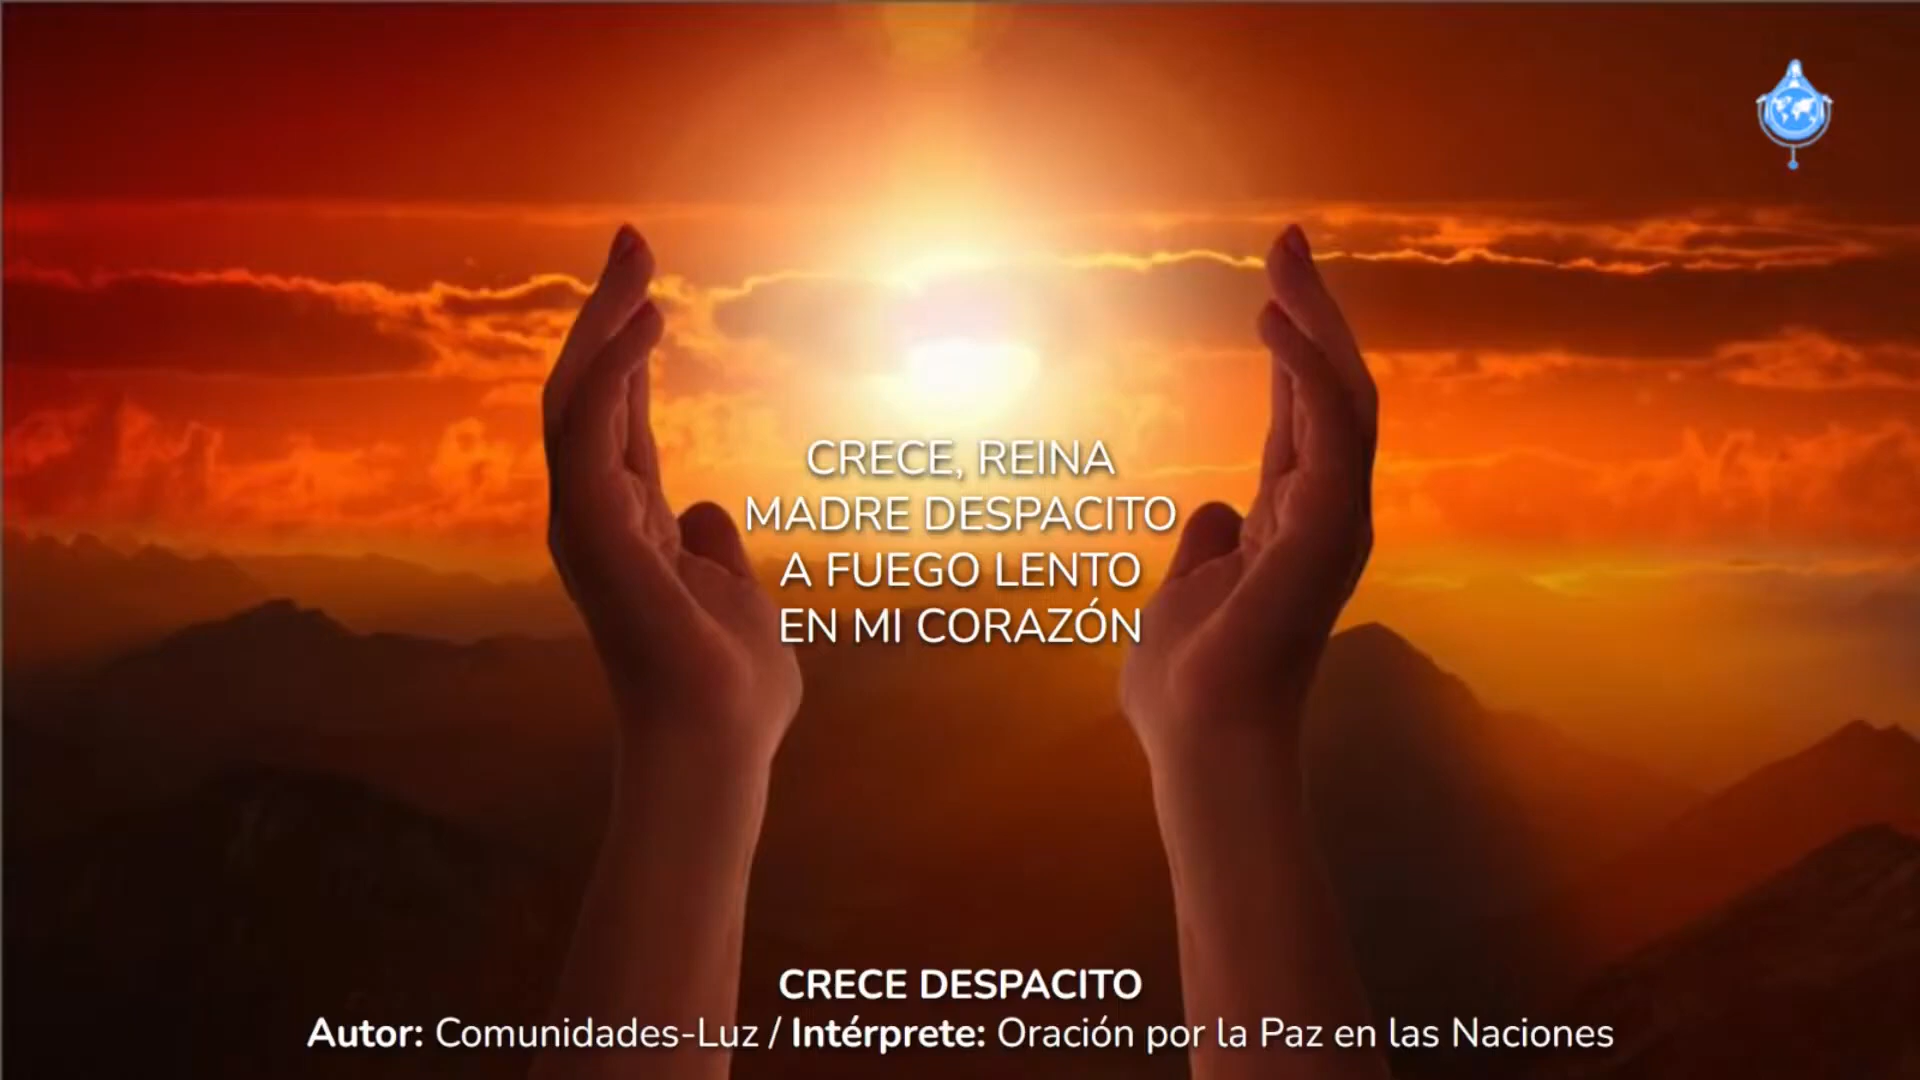 CRECE, REINA
MADRE DESPACITO
A FUEGO LENTO
EN MI CORAZÓN
CRECE DESPACITO
Autor: Comunidades-Luz / Intérprete: Oración por la Paz en las Naciones